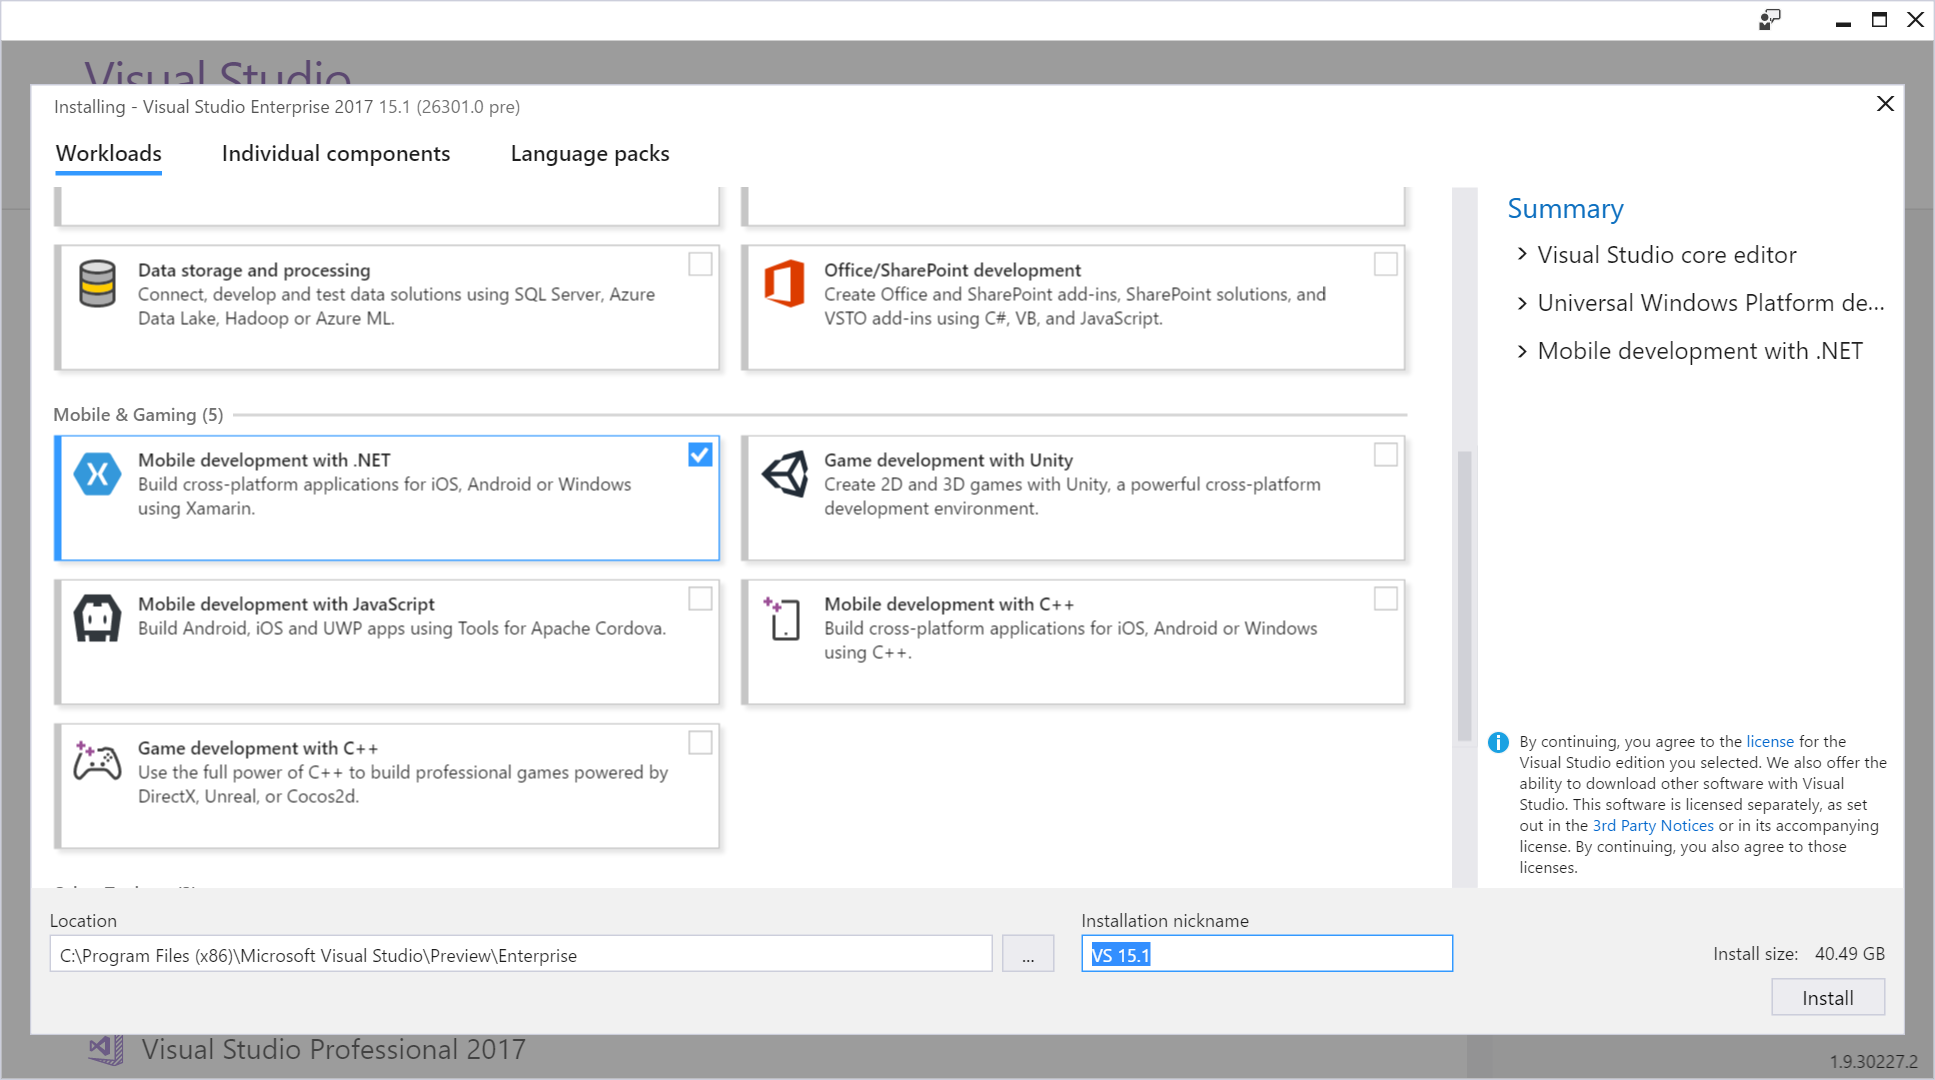 Visual Studio
Installing - Visual Studio Enterprise 2017 15.1 (26301.0 pre)
Workloads
Individual components
Language packs
Data storage and processing
Connect, develop and test data solutions using SQL Server, Azure
Data Lake, Hadoop or Azure ML.
Office/SharePoint development
Create Office and SharePoint add-ins, SharePoint solutions, and
VSTO add-ins using C#, VB, and JavaScript.
Mobile & Gaming (5)
Mobile development with .NET
Build cross-platform applications for iOS, Android or Windows
using Xamarin.
Game development with Unity
Create 2D and 3D games with Unity, a powerful cross-platform
development environment.
Mobile development with JavaScript
Build Android, iOS and UWP apps using Tools for Apache Cordova.
Mobile development with C++
Build cross-platform applications for iOS, Android or Windows
using C++.
Game development with C++
Use the full power of C++ to build professional games powered by
DirectX, Unreal, or Cocos2d.
Summary
Visual Studio core editor
Universal Windows Platform de...
Mobile development with .NET
By continuing, you agree to the license for the
Visual Studio edition you selected. We also offer the
ability to download other software with Visual
Studio. This software is licensed separately, as set
out in the 3rd Party Notices or in its accompanying
license. By continuing, you also agree to those
licenses.
Location
C:\Program Files (x86)\Microsoft Visual Studio\Preview\Enterprise
...
Installation nickname
VS 15.1
Install size: 40.49 GB
Install
Visual Studio Professional 2017
1.9.30227.2